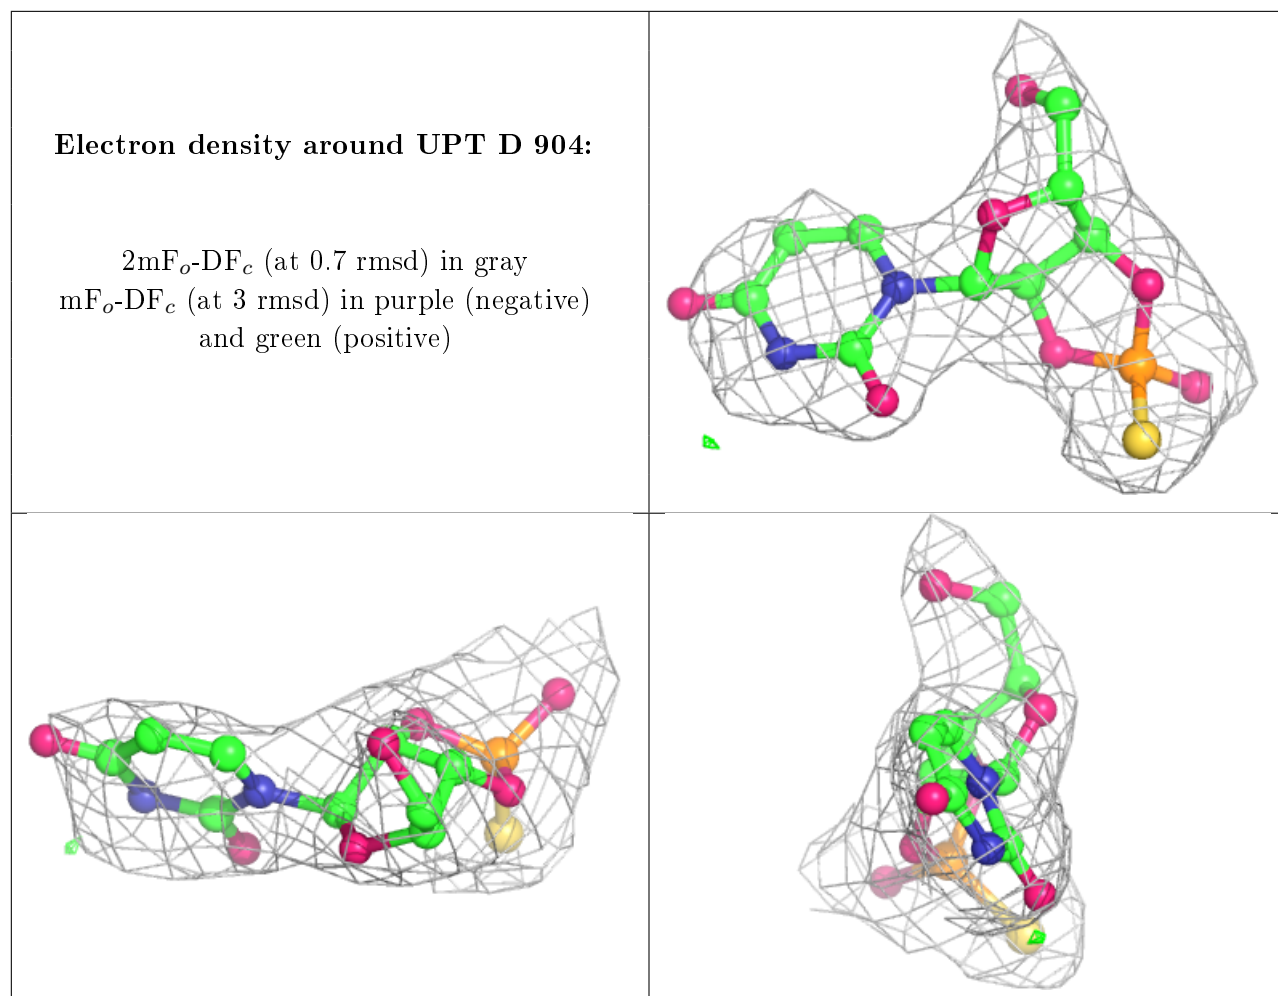 Electron density around UPT D 904:
2mFo-DFc (at 0.7 rmsd) in gray
mFo-DFc (at 3 rmsd) in purple (negative)
and green (positive)